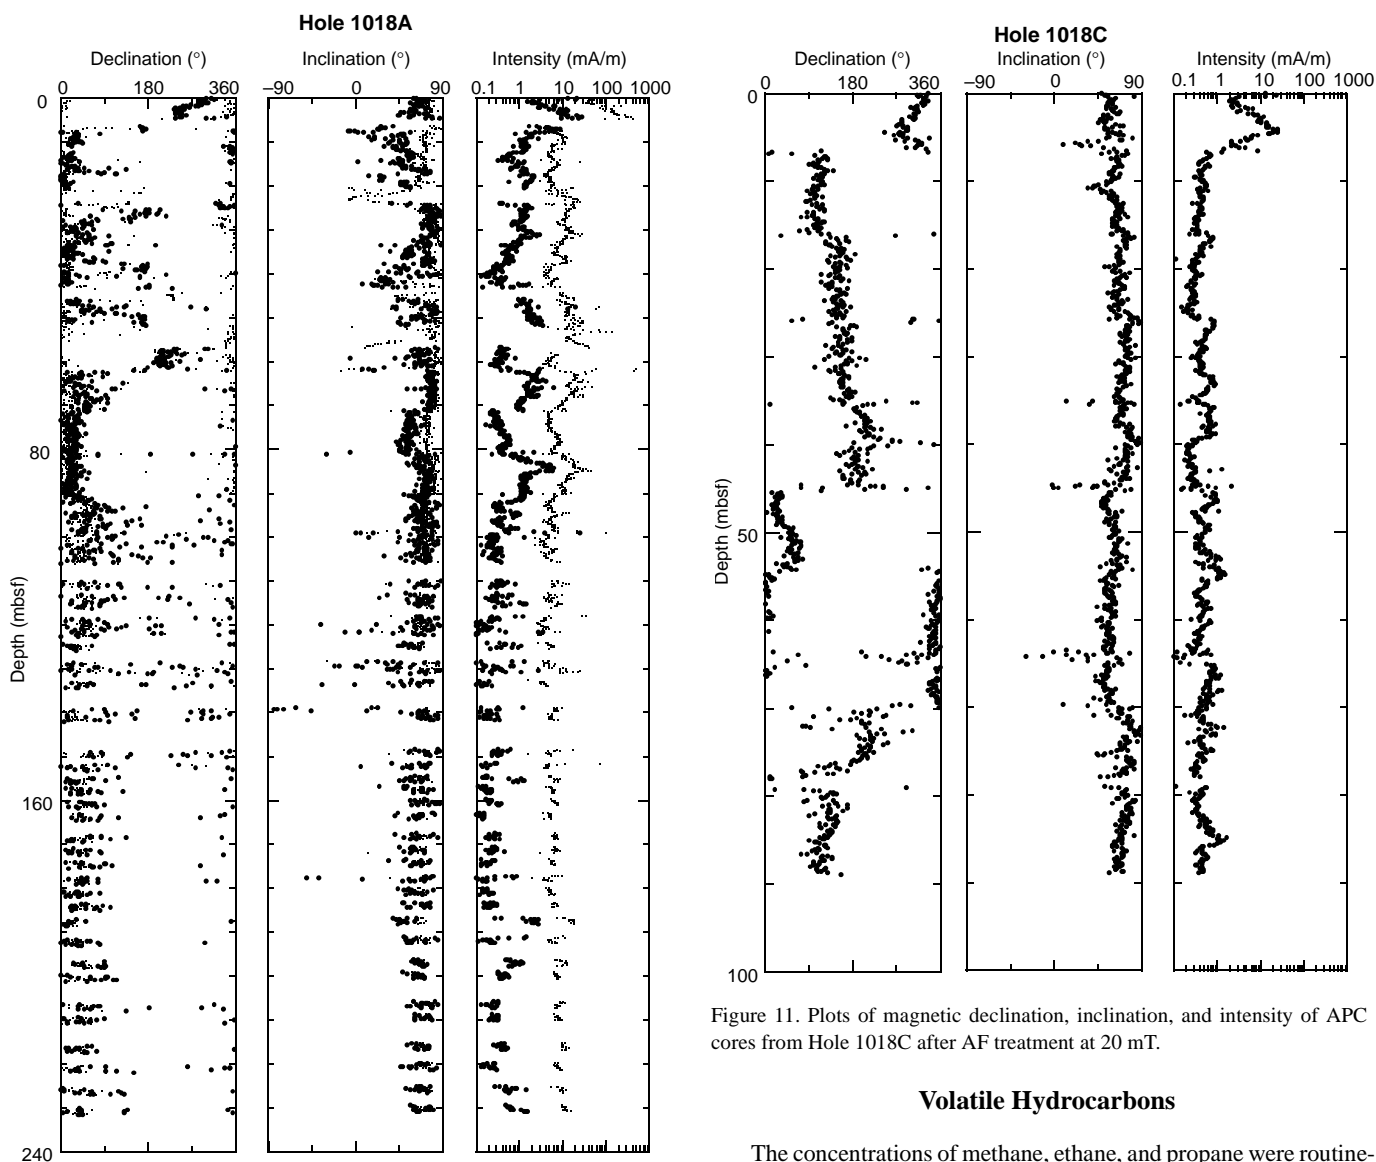 Hole 1018A
Declination (°) Inclination (°) Intensity (mA/m)
0 180 360 −90 0 90 0.1 1 10 100 1000
0
80
Depth (mbsf)
160
240
Hole 1018C
Declination (°) Inclination (°) Intensity (mA/m)
0 180 360 −90 0 90 0.1 1 10 100 1000
0
Depth (mbsf)
50
100
Figure 11. Plots of magnetic declination, inclination, and intensity of APC
cores from Hole 1018C after AF treatment at 20 mT.
Volatile Hydrocarbons
The concentrations of methane, ethane, and propane were routine-